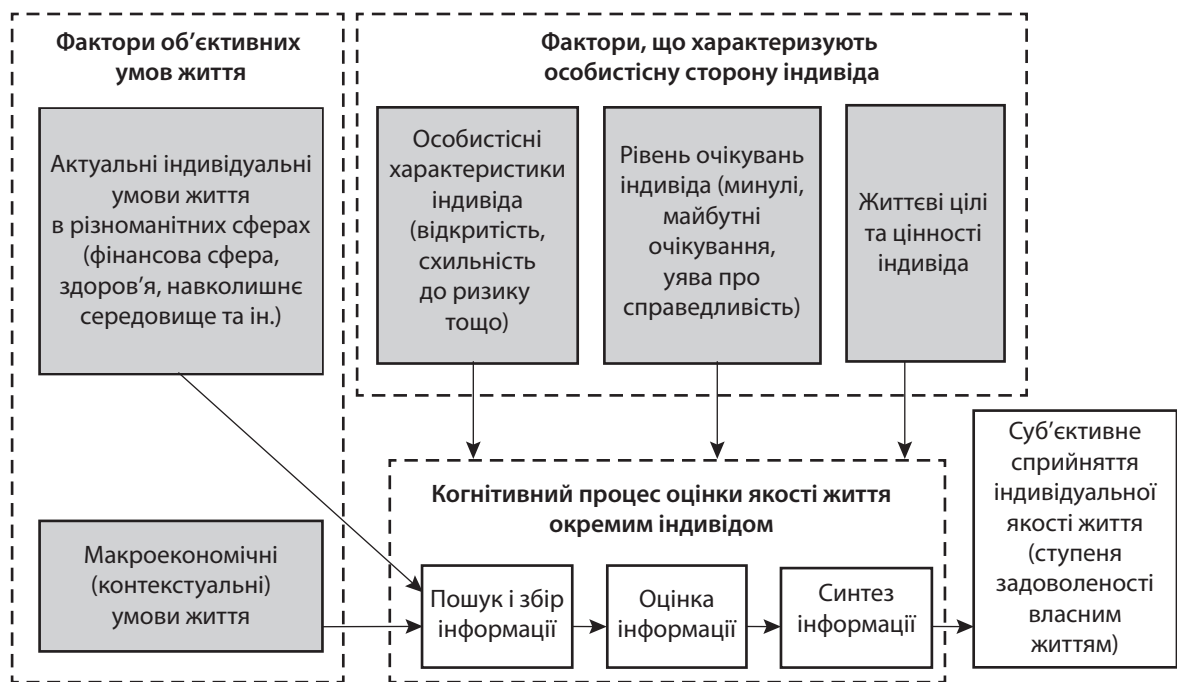 Фактори об’єктивних
умов життя
Актуальні індивідуальні
умови життя
в різноманітних сферах
(фінансова сфера,
здоров’я, навколишнє
середовище та ін.)
Макроекономічні
(контекстуальні)
умови життя
Фактори, що характеризують
особистісну сторону індивіда
Особистісні
характеристики
індивіда
(відкритість,
схильність
до ризику
тощо)
Рівень очікувань
індивіда (минулі,
майбутні
очікування,
уява про
справедливість)
Життєві цілі
та цінності
індивіда
Когнітивний процес оцінки якості життя
окремим індивідом
Пошук і збір
інформації
Оцінка
інформації
Синтез
інформації
Суб’єктивне
сприйняття
індивідуальної
якості життя
(ступеня
задоволеності
власним
життям)